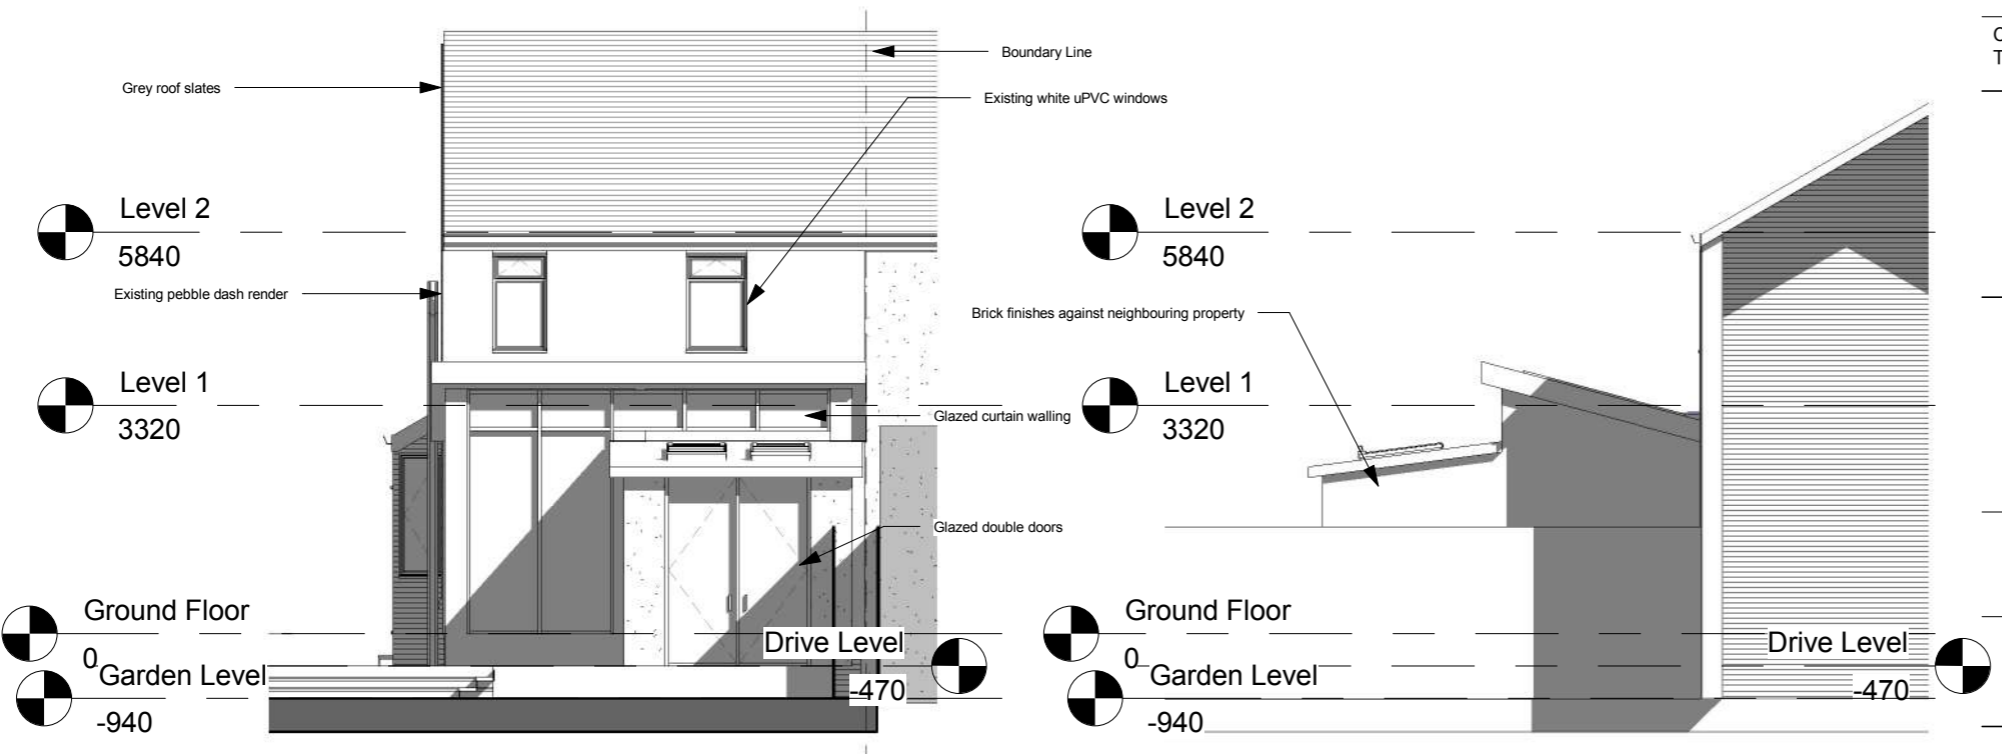 Grey roof slates
Boundary Line
Existing white uPVC windows
Level 2
5840
Existing pebble dash render
Level 1
3320
Glazed curtain walling
Glazed double doors
Ground Floor
0
Garden Level
-940
Drive Level
-470
Level 2
5840
Brick finishes against neighbouring property
Level 1
3320
Ground Floor
0
Garden Level
-940
Drive Level
-470